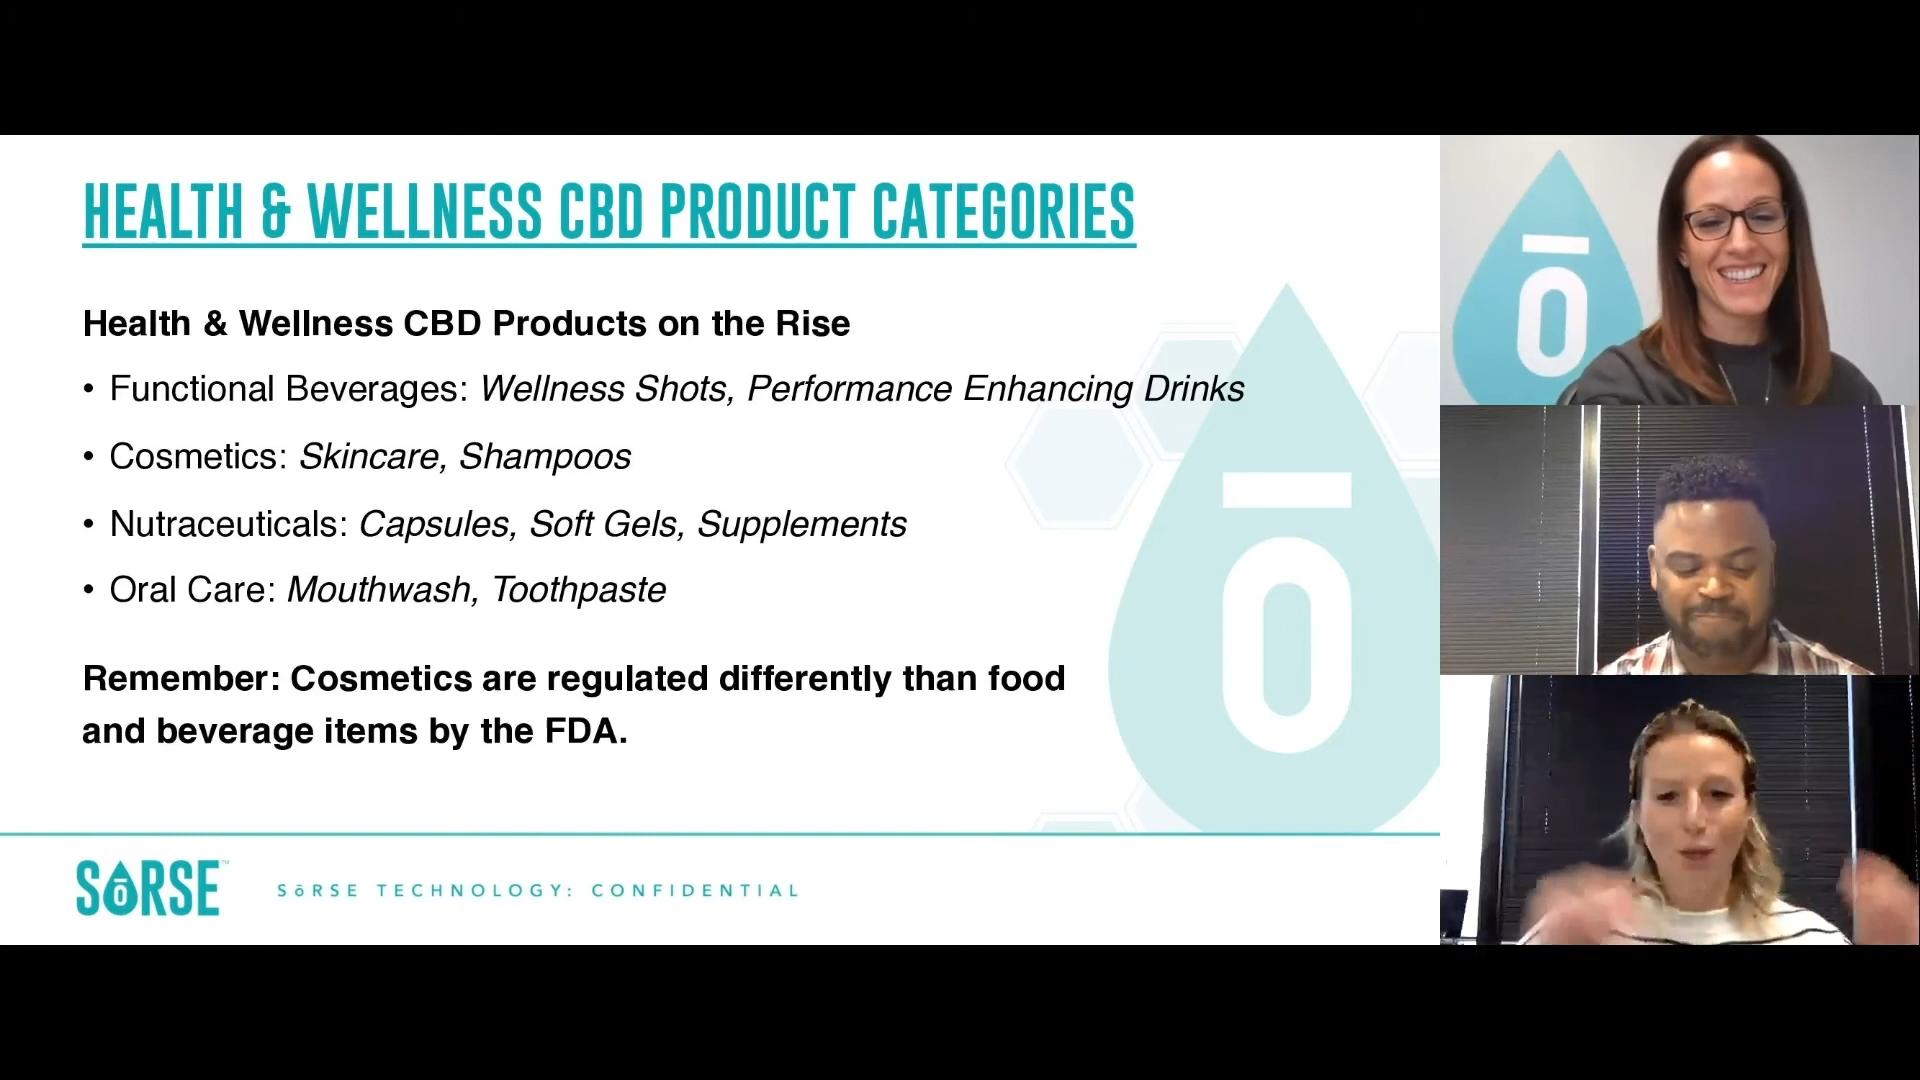 HEALTH & WELLNESS CBD PRODUCT CATEGORIES
Health & Wellness CBD Products on the Rise
• Functional Beverages: Wellness Shots, Performance Enhancing Drinks
• Cosmetics: Skincare, Shampoos
• Nutraceuticals: Capsules, Soft Gels, Supplements
• Oral Care: Mouthwash, Toothpaste
Remember: Cosmetics are regulated differently than food
and beverage items by the FDA.
ō
ō
SōRSE™
SōRSE TECHNOLOGY: CONFIDENTIAL